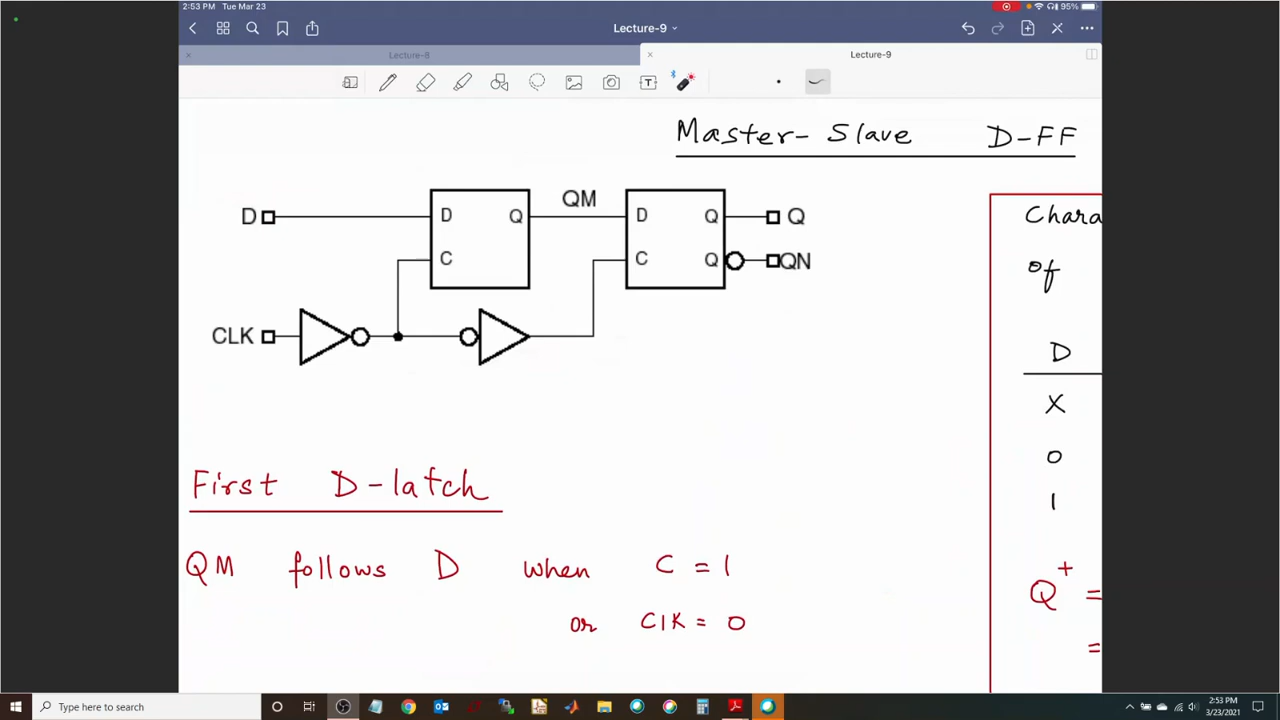 2:53 PM Tue Mar 23
95%
Lecture-9
Lecture-8
Lecture-9
T
Master-Slave D-FF
D
D Q
QM
D Q
Q
C
C Q
QN
CLK
Chara
of
D
X
0
1
First D-latch
QM follows D when C = 1
or ClK = 0
Q+ =
=
Type here to search
2:53 PM
3/23/2021